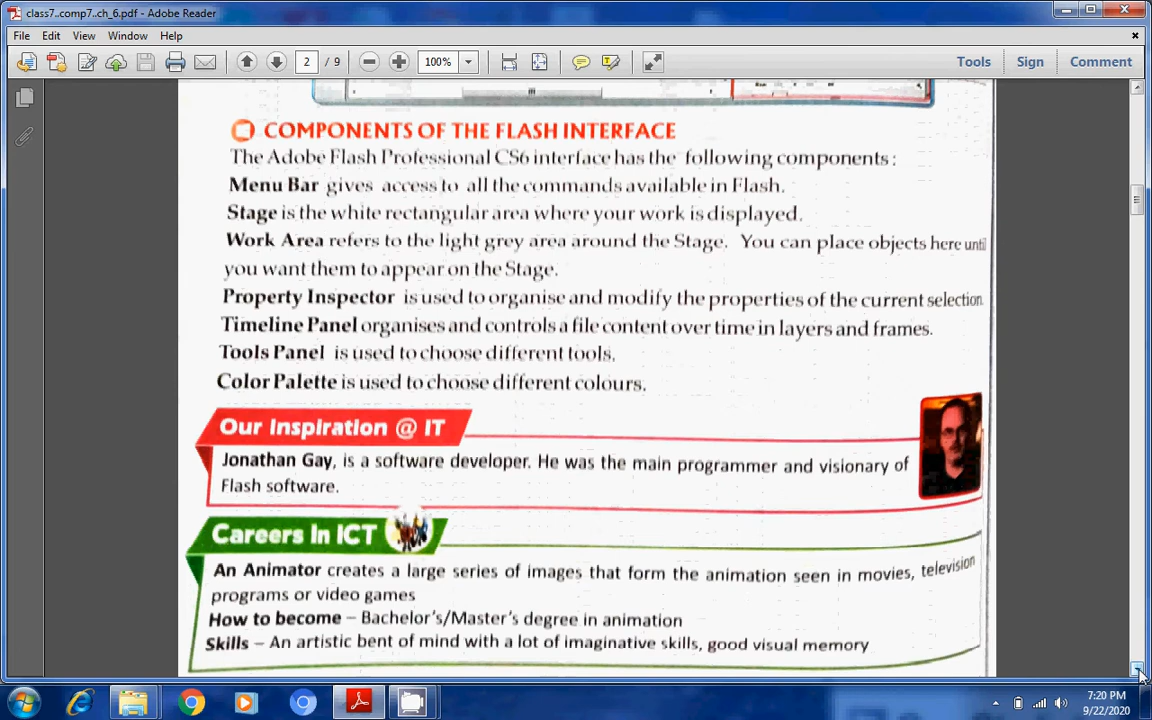 class7..comp7..ch_6.pdf - Adobe Reader
File Edit View Window Help
2 / 9 100% Tools Sign Comment
COMPONENTS OF THE FLASH INTERFACE
The Adobe Flash Professional CS6 interface has the following components :
Menu Bar gives access to all the commands available in Flash.
Stage is the white rectangular area where your work is displayed.
Work Area refers to the light grey area around the Stage. You can place objects here until
you want them to appear on the Stage.
Property Inspector is used to organise and modify the properties of the current selection
Timeline Panel organises and controls a file content over time in layers and frames.
Tools Panel is used to choose different tools.
Color Palette is used to choose different colours.
Our Inspiration @ IT
Jonathan Gay, is a software developer. He was the main programmer and visionary of
Flash software.
Careers in ICT
An Animator creates a large series of images that form the animation seen in movies, television
programs or video games
How to become – Bachelor's/Master's degree in animation
Skills – An artistic bent of mind with a lot of imaginative skills, good visual memory
7:20 PM
9/22/2020